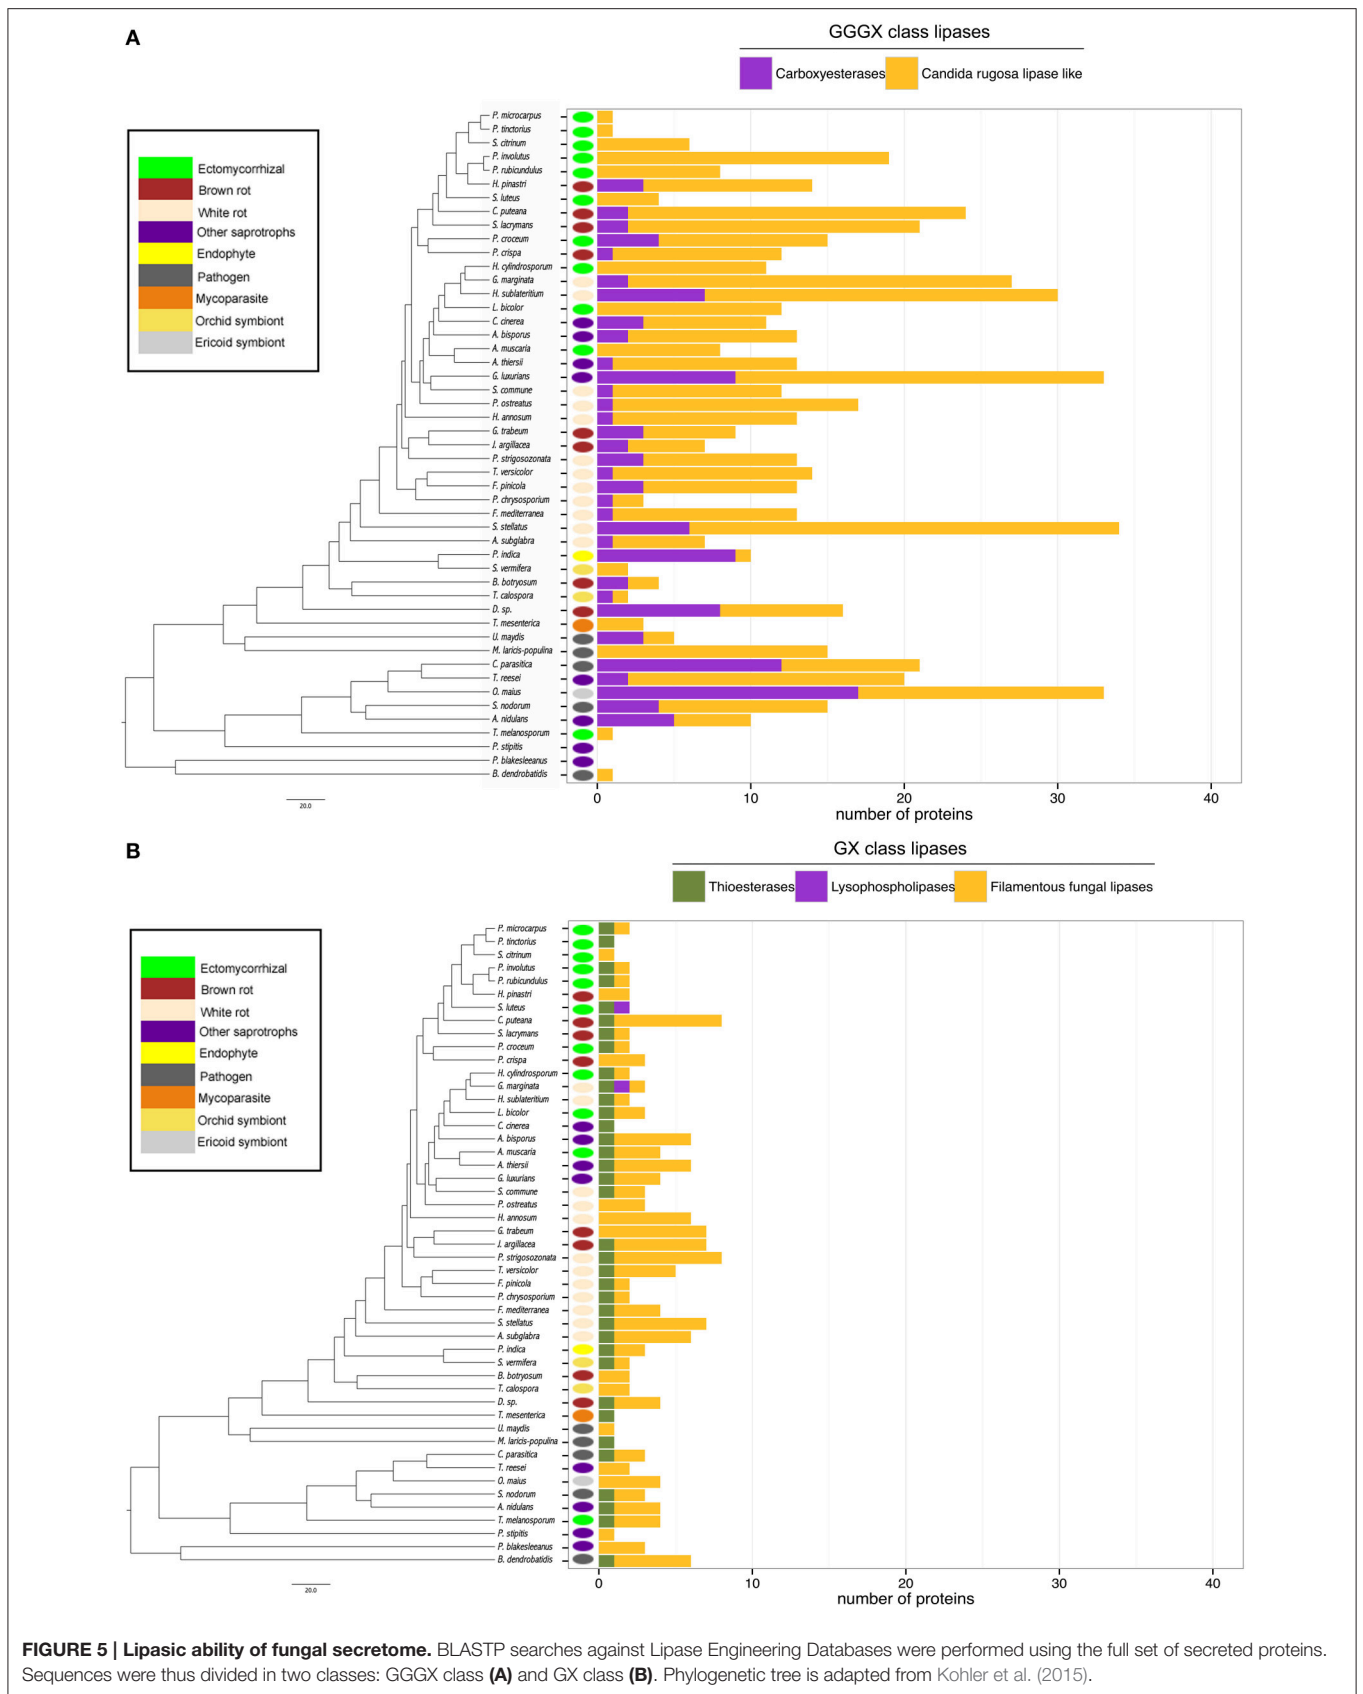 A
GGGX class lipases
Carboxyesterases
Candida rugosa lipase like
Ectomycorrhizal
Brown rot
White rot
Other saprotrophs
Endophyte
Pathogen
Mycoparasite
Orchid symbiont
Ericoid symbiont
P. microcarpus
P. tinctorius
S. citrinum
P. involutus
P. rubicundulus
H. pinastri
S. luteus
C. puteana
S. lacrymans
P. croceum
P. crispa
H. cylindrosporum
G. marginata
H. sublateritium
L. bicolor
C. cinerea
A. bisporus
A. muscaria
A. thiersii
G. luxurians
S. commune
P. ostreatus
H. annosum
G. trabeum
J. argillacea
P. strigosozonata
T. versicolor
F. pinicola
P. chrysosporium
F. mediterranea
S. stellatus
A. subglabra
P. indica
S. vermifera
B. botryosum
T. calospora
D. sp.
T. mesenterica
U. maydis
M. laricis-populina
C. parasitica
T. reesei
O. maius
S. nodorum
A. nidulans
T. melanosporum
P. stipitis
P. blakesleeanus
B. dendrobatidis
20.0
0 10 20 30 40
number of proteins
B
GX class lipases
Thioesterases
Lysophospholipases
Filamentous fungal lipases
Ectomycorrhizal
Brown rot
White rot
Other saprotrophs
Endophyte
Pathogen
Mycoparasite
Orchid symbiont
Ericoid symbiont
P. microcarpus
P. tinctorius
S. citrinum
P. involutus
P. rubicundulus
H. pinastri
S. luteus
C. puteana
S. lacrymans
P. croceum
P. crispa
H. cylindrosporum
G. marginata
H. sublateritium
L. bicolor
C. cinerea
A. bisporus
A. muscaria
A. thiersii
G. luxurians
S. commune
P. ostreatus
H. annosum
G. trabeum
J. argillacea
P. strigosozonata
T. versicolor
F. pinicola
P. chrysosporium
F. mediterranea
S. stellatus
A. subglabra
P. indica
S. vermifera
B. botryosum
T. calospora
D. sp.
T. mesenterica
U. maydis
M. laricis-populina
C. parasitica
T. reesei
O. maius
S. nodorum
A. nidulans
T. melanosporum
P. stipitis
P. blakesleeanus
B. dendrobatidis
20.0
0 10 20 30 40
number of proteins
FIGURE 5 | Lipasic ability of fungal secretome. BLASTP searches against Lipase Engineering Databases were performed using the full set of secreted proteins.
Sequences were thus divided in two classes: GGGX class (A) and GX class (B). Phylogenetic tree is adapted from Kohler et al. (2015).